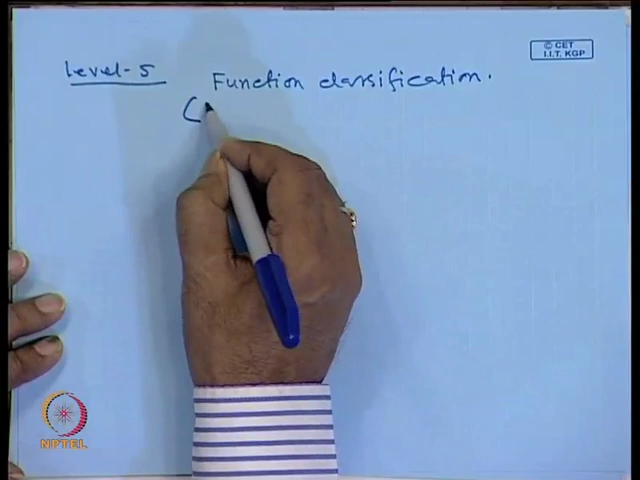 © CET
I.I.T. KGP
Level-5 Function classification.
(
NPTEL